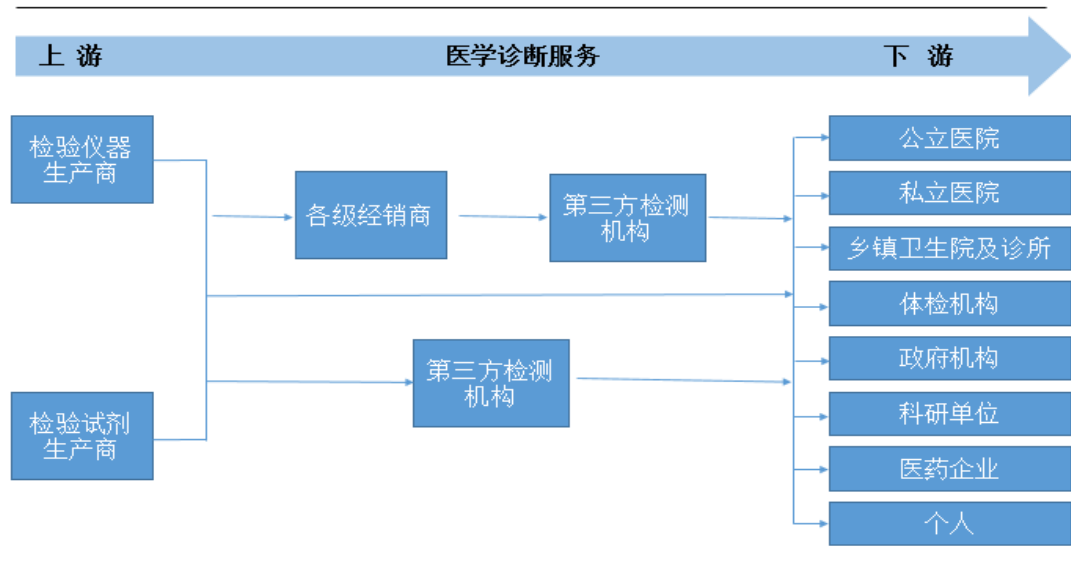 上 游 医学诊断服务 下 游
检验仪器
生产商
检验试剂
生产商
各级经销商
第三方检测
机构
第三方检测
机构
公立医院
私立医院
乡镇卫生院及诊所
体检机构
政府机构
科研单位
医药企业
个人